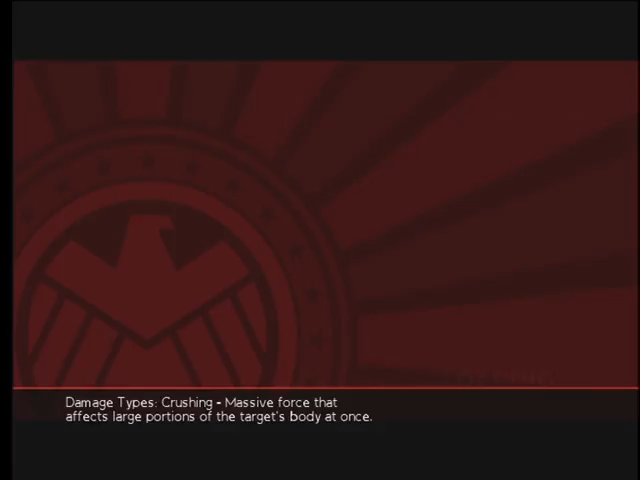 Damage Types: Crushing - Massive force that
affects large portions of the target's body at once.